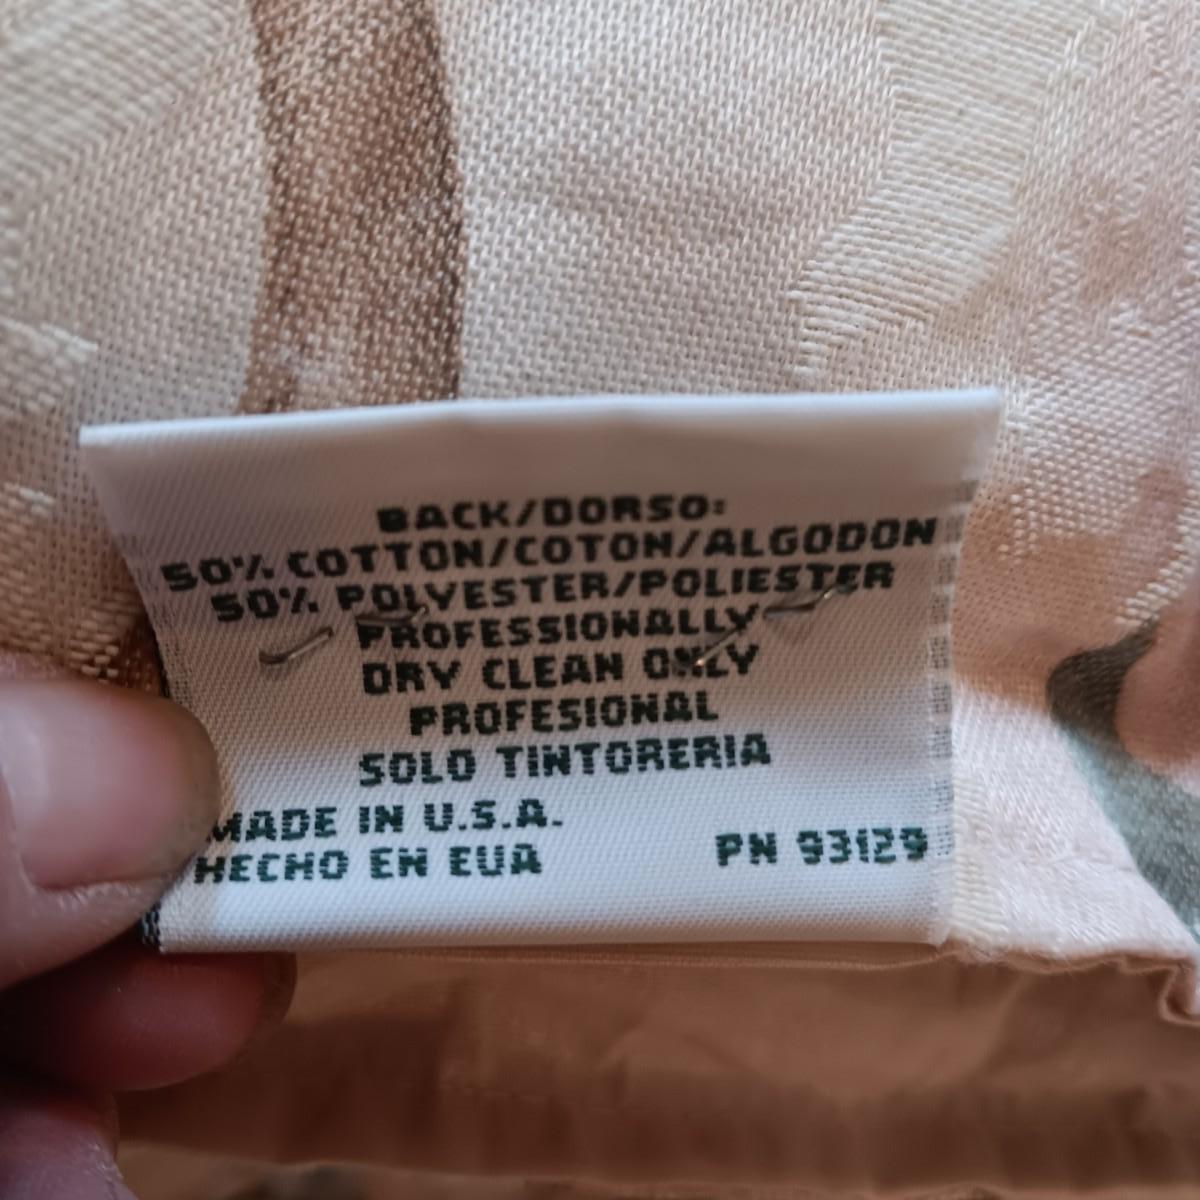 BACK/DORSO:
50% COTTON/COTON/ALGODON
50% POLYESTER/POLIESTER
PROFESSIONALLY
DRY CLEAN ONLY
PROFESIONAL
SOLO TINTORERIA
MADE IN U.S.A.
HECHO EN EUA PN 93129